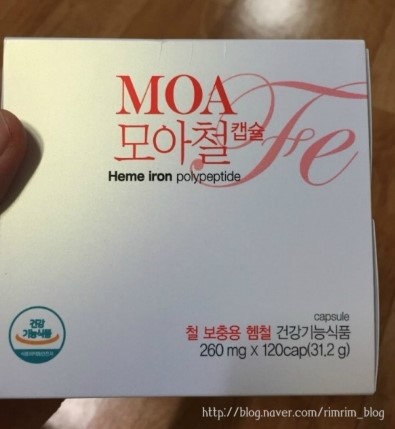 MOA
모아철 캡슐
Fe
Heme iron polypeptide
capsule
철 보충용 헴철 건강기능식품
260 mg X 120cap(31,2 g)
건강
기능식품
http://blog.naver.com/rimrim_blog